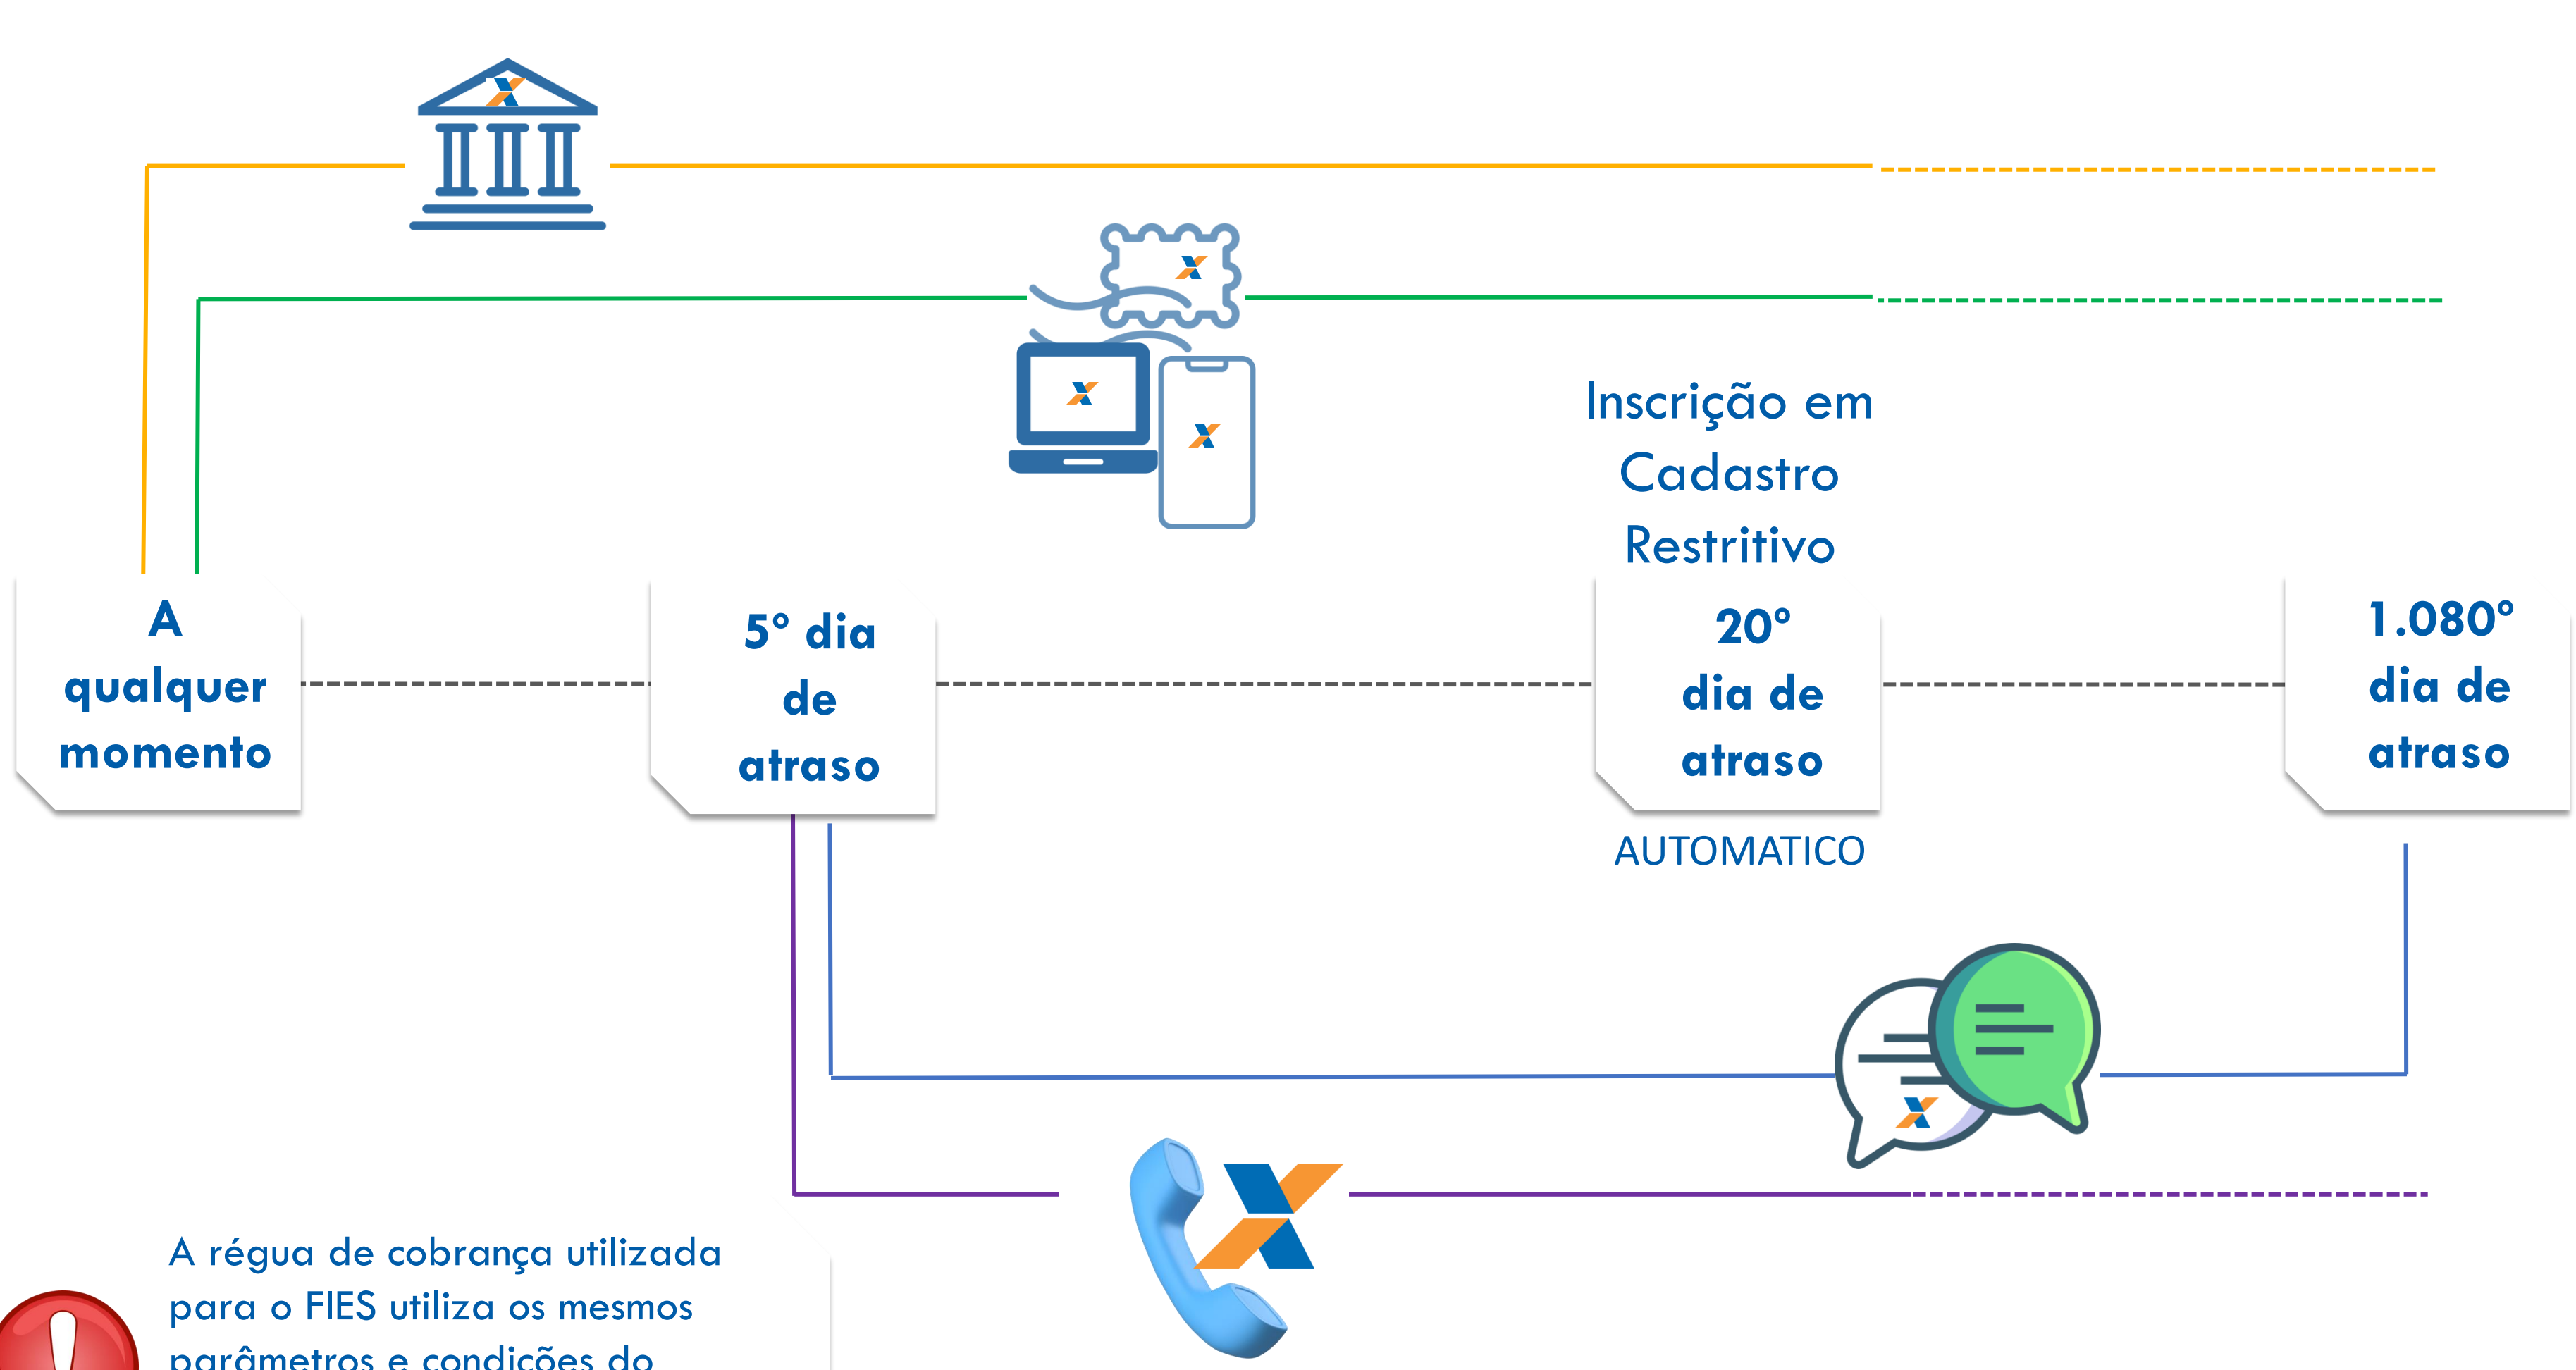 Inscrição em
Cadastro
Restritivo
A
qualquer
momento
5º dia
de
atraso
20º
dia de
atraso
1.080º
dia de
atraso
AUTOMATICO
A régua de cobrança utilizada
para o FIES utiliza os mesmos
parâmetros e condições do